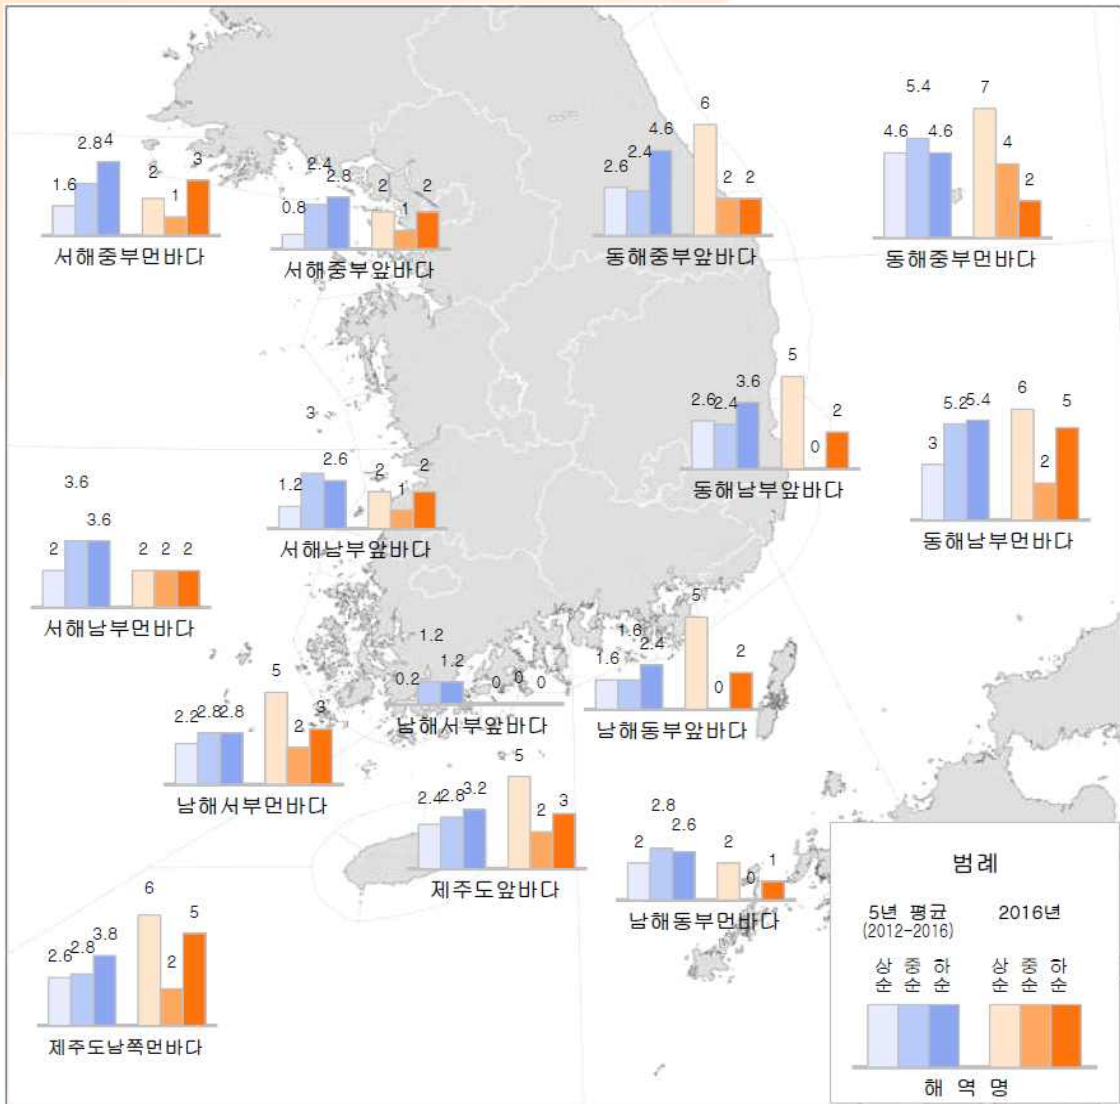 1.6 2.8 4 2 1 3
서해중부먼바다
0.8 2.4 2.8 2 1 2
서해중부앞바다
2.6 2.4 4.6 6 2 2
동해중부앞바다
4.6 5.4 4.6 7 4 2
동해중부먼바다
2.6 2.4 3.6 5 0 2
동해남부앞바다
3 5.2 5.4 6 2 5
동해남부먼바다
1.2 3 2.6 2 1 2
서해남부앞바다
2 3.6 3.6 2 2 2
서해남부먼바다
0.2 1.2 1.2 0 0 0
남해서부앞바다
1.6 1.6 2.4 5 0 2
남해동부앞바다
2.2 2.8 2.8 5 2 3
남해서부먼바다
2.4 2.8 3.2 5 2 3
제주도앞바다
2 2.8 2.6 2 0 1
남해동부먼바다
2.6 2.8 3.8 6 2 5
제주도남쪽먼바다
범례
5년 평균 2016년
(2012-2016)
상순 중순 하순 상순 중순 하순
해 역 명